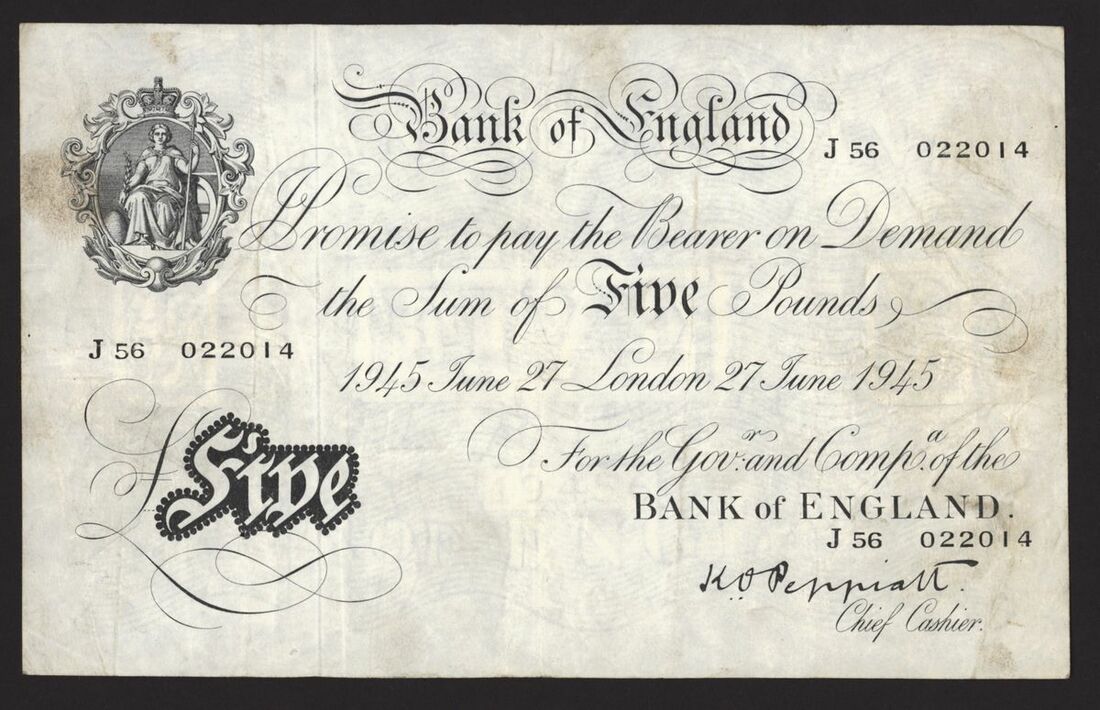 Bank of England
J 56 022014
I Promise to pay the Bearer on Demand
the Sum of Five Pounds
J 56 022014
1945 June 27 London 27 June 1945
£Five
For the Gov.r and Comp.a of the
BANK of ENGLAND.
J 56 022014
K.O. Peppiatt.
Chief Cashier.